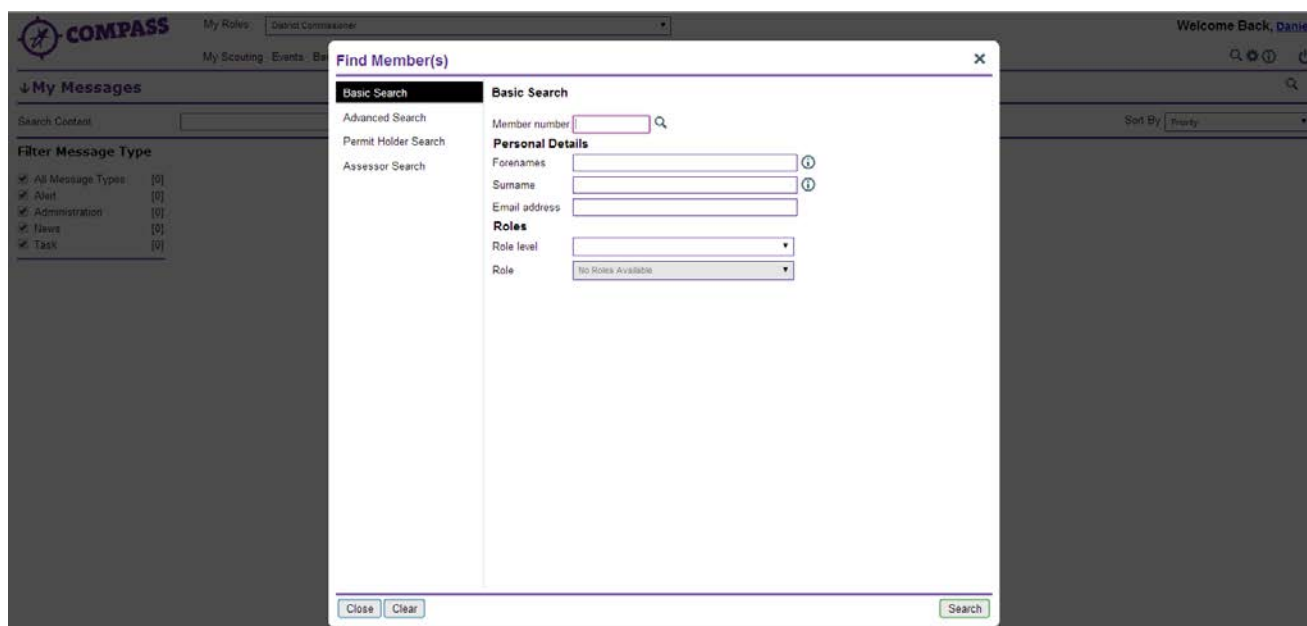 COMPASS
My Roles District Commissioner
Welcome Back, Danie
My Scouting Events
My Messages
Search Content
Sort By Priority
Filter Message Type
All Message Types [0]
Alert [0]
Administration [0]
News [0]
Task [0]
Find Member(s)
Basic Search
Advanced Search
Permit Holder Search
Assessor Search
Basic Search
Member number
Personal Details
Forenames
Surname
Email address
Roles
Role level
Role No Roles Available
Close Clear Search